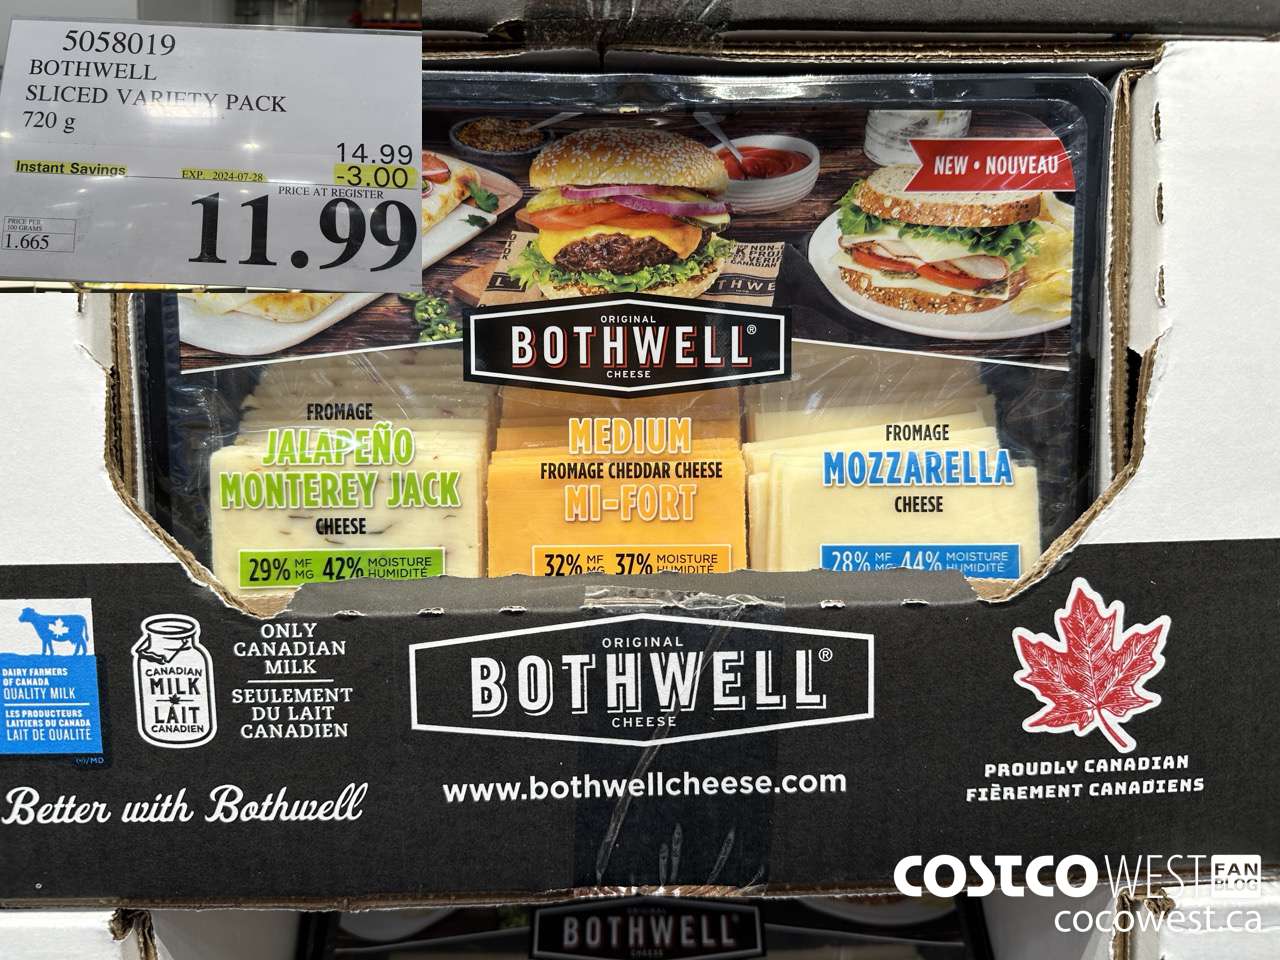 5058019
BOTHWELL
SLICED VARIETY PACK
720 g
14.99
Instant Savings
EXP. 2024-07-28
-3.00
PRICE AT REGISTER
11.99
PRICE PER
100 GRAMS
1.665
NEW • NOUVEAU
ORIGINAL
BOTHWELL®
CHEESE
FROMAGE
JALAPEÑO
MONTEREY JACK
CHEESE
29% MF MG 42% MOISTURE HUMIDITÉ
MEDIUM
FROMAGE CHEDDAR CHEESE
MI-FORT
32% MF MG 37% MOISTURE HUMIDITÉ
FROMAGE
MOZZARELLA
CHEESE
28% MF MG 44% MOISTURE HUMIDITÉ
DAIRY FARMERS
OF CANADA
QUALITY MILK
LES PRODUCTEURS
LAITIERS DU CANADA
LAIT DE QUALITÉ
MD
CANADIAN
MILK
LAIT
CANADIEN
ONLY
CANADIAN
MILK
SEULEMENT
DU LAIT
CANADIEN
ORIGINAL
BOTHWELL®
CHEESE
PROUDLY CANADIAN
FIÈREMENT CANADIENS
Better with Bothwell
www.bothwellcheese.com
COSTCO WEST FAN BLOG
cocowest.ca
ORIGINAL
BOTHWELL
CHEESE